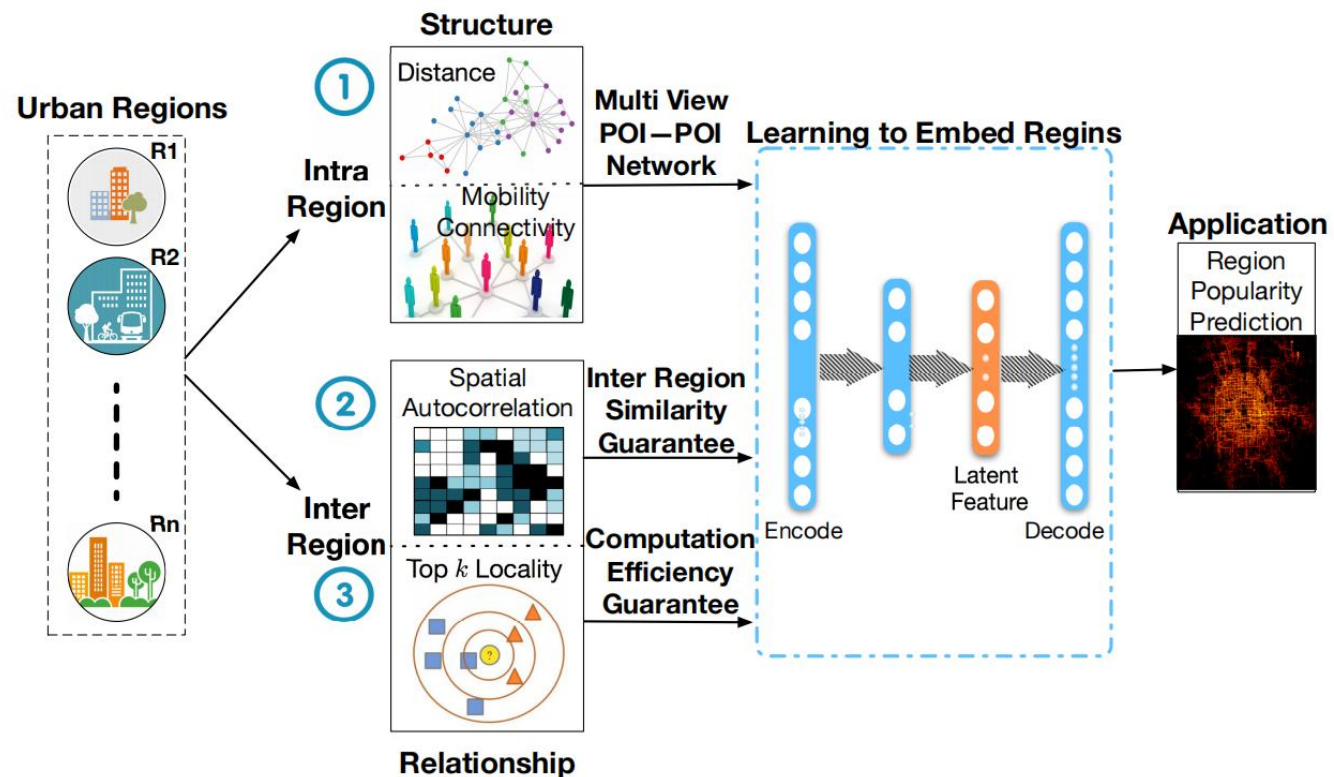 Structure
1
Distance
Urban Regions
R1
R2
Rn
Intra
Region
Mobility
Connectivity
Multi View
POI—POI
Network
2
Spatial
Autocorrelation
Inter Region
Similarity
Guarantee
Inter
Region
3
Top k Locality
?
Computation
Efficiency
Guarantee
Relationship
Learning to Embed Regins
Encode
Latent
Feature
Decode
Application
Region
Popularity
Prediction